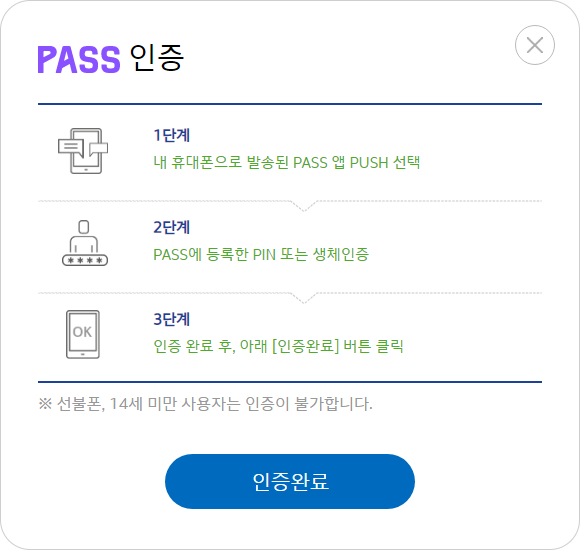 PASS 인증
1단계
내 휴대폰으로 발송된 PASS 앱 PUSH 선택
2단계
PASS에 등록한 PIN 또는 생체인증
****
3단계
OK
인증 완료 후, 아래 [인증완료] 버튼 클릭
※ 선불폰, 14세 미만 사용자는 인증이 불가합니다.
인증완료